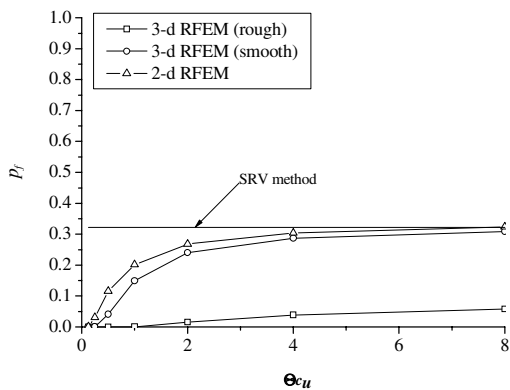 1.0
0.9
0.8
0.7
0.6
0.5
0.4
0.3
0.2
0.1
0.0
3-d RFEM (rough)
3-d RFEM (smooth)
2-d RFEM
SRV method
p_f
0 2 4 6 8
Θc_u